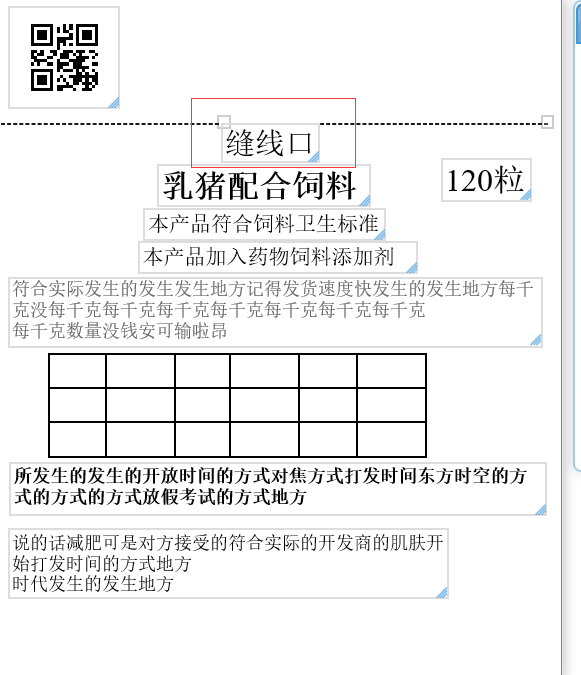 缝线口
乳猪配合饲料
120粒
本产品符合饲料卫生标准
本产品加入药物饲料添加剂
符合实际发生的发生发生地方记得发货速度快发生的发生地方每千
克没每千克每千克每千克每千克每千克每千克每千克
每千克数量没钱安可输啦昂
所发生的发生的开放时间的方式对焦方式打发时间东方时空的方
式的方式的方式放假考试的方式地方
说的话减肥可是对方接受的符合实际的开发商的肌肤开
始打发时间的方式地方
时代发生的发生地方